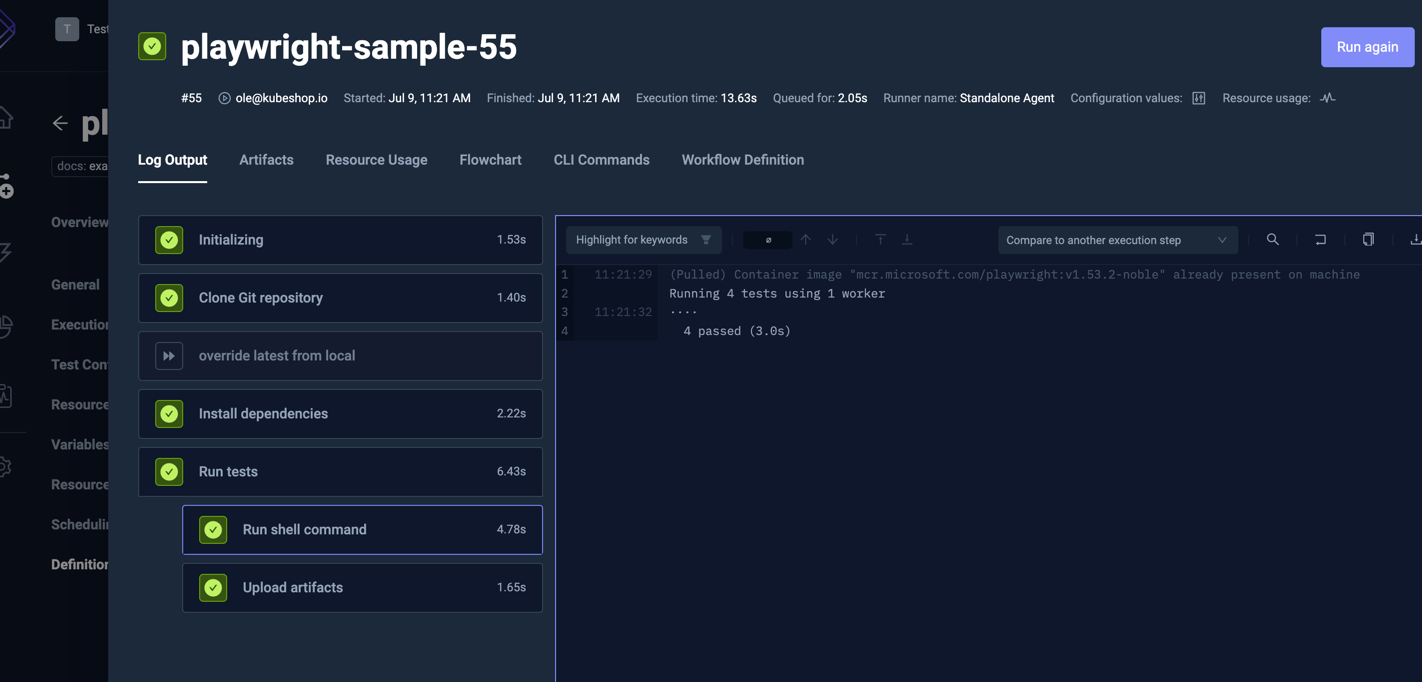 T Test
playwright-sample-55
Run again
#55 ole@kubeshop.io Started: Jul 9, 11:21 AM Finished: Jul 9, 11:21 AM Execution time: 13.63s Queued for: 2.05s Runner name: Standalone Agent Configuration values: Resource usage:
pl
docs: exa
Log Output Artifacts Resource Usage Flowchart CLI Commands Workflow Definition
Overview
General
Execution
Test Con
Resource
Variables
Resource
Schedulin
Definition
Initializing 1.53s
Clone Git repository 1.40s
override latest from local
Install dependencies 2.22s
Run tests 6.43s
Run shell command 4.78s
Upload artifacts 1.65s
Highlight for keywords Compare to another execution step
1 11:21:29 (Pulled) Container image "mcr.microsoft.com/playwright:v1.53.2-noble" already present on machine
2 Running 4 tests using 1 worker
3 11:21:32 ····
4 4 passed (3.0s)